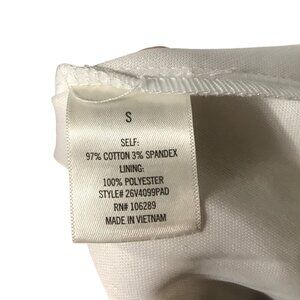 S
SELF:
97% COTTON 3% SPANDEX
LINING:
100% POLYESTER
STYLE# 26V4099PAD
RN# 106289
MADE IN VIETNAM